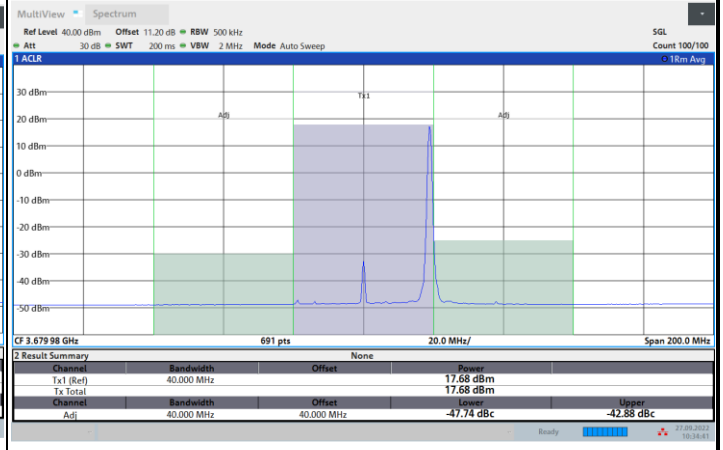 MultiView Spectrum
Ref Level 40.00 dBm Offset 11.20 dB RBW 500 kHz SGL
Att 30 dB SWT 200 ms VBW 2 MHz Mode Auto Sweep Count 100/100
1 ACLR 1Rm Avg
30 dBm
Tx1
20 dBm
Adj Adj
10 dBm
0 dBm
-10 dBm
-20 dBm
-30 dBm
-40 dBm
-50 dBm
CF 3.679 98 GHz 691 pts 20.0 MHz/ Span 200.0 MHz
2 Result Summary None
Channel Bandwidth Offset Power
Tx1 (Ref) 40.000 MHz 17.68 dBm
Tx Total 17.68 dBm
Channel Bandwidth Offset Lower Upper
Adj 40.000 MHz 40.000 MHz -47.74 dBc -42.88 dBc
Ready 27.09.2022
10:34:41